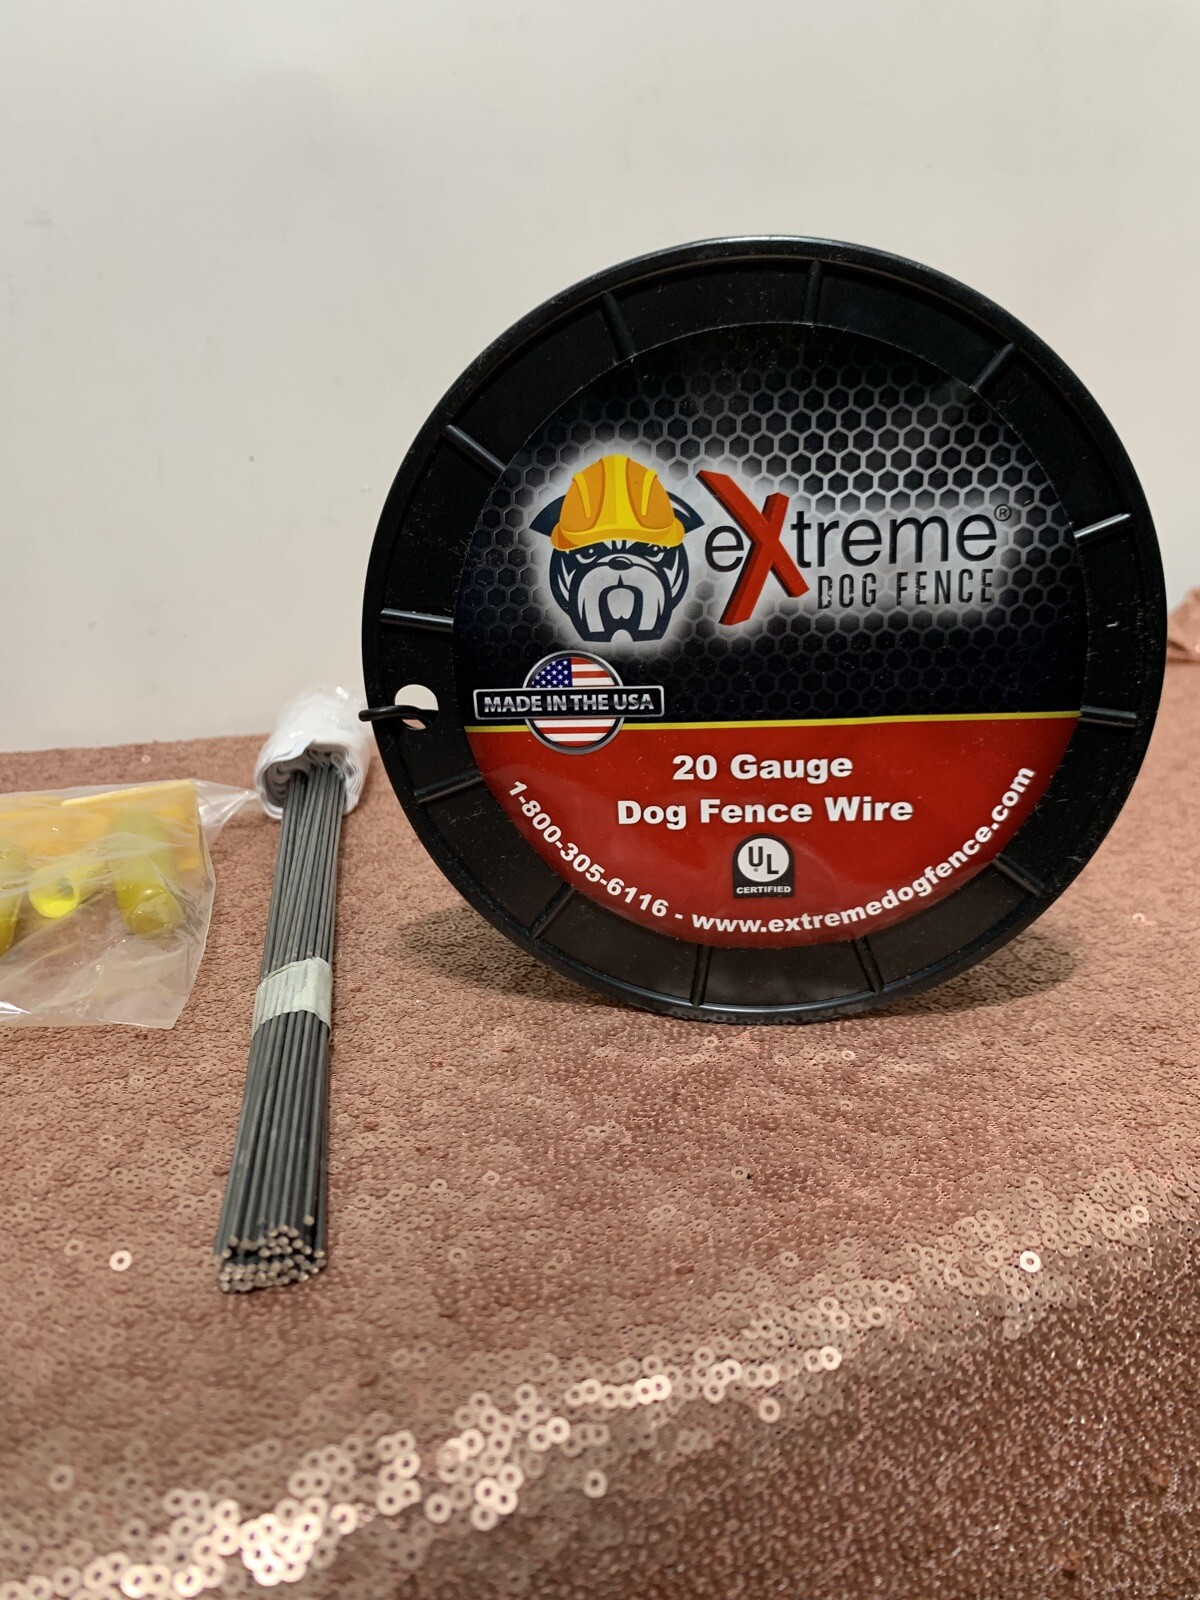 eXtreme®
DOG FENCE
MADE IN THE USA
20 Gauge
Dog Fence Wire
UL
CERTIFIED
1-800-305-6116 - www.extremedogfence.com